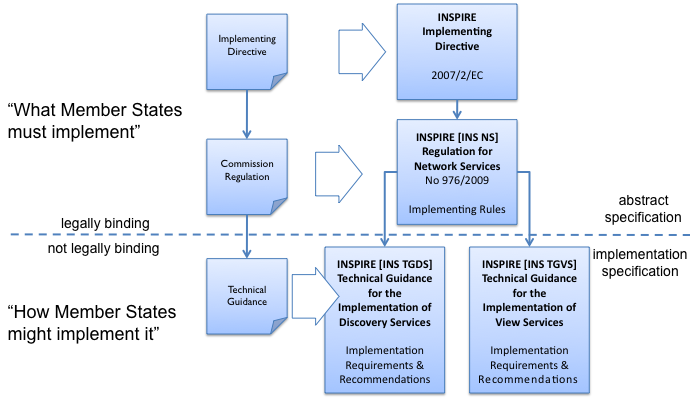 Implementing
Directive
INSPIRE
Implementing
Directive
2007/2/EC
“What Member States
must implement”
Commission
Regulation
INSPIRE [INS NS]
Regulation for
Network Services
No 976/2009
Implementing Rules
abstract
specification
legally binding
not legally binding
implementation
specification
Technical
Guidance
INSPIRE [INS TGDS]
Technical Guidance
for the
Implementation of
Discovery Services
Implementation
Requirements &
Recommendations
INSPIRE [INS TGVS]
Technical Guidance
for the
Implementation of
View Services
Implementation
Requirements &
Recommendations
“How Member States
might implement it”